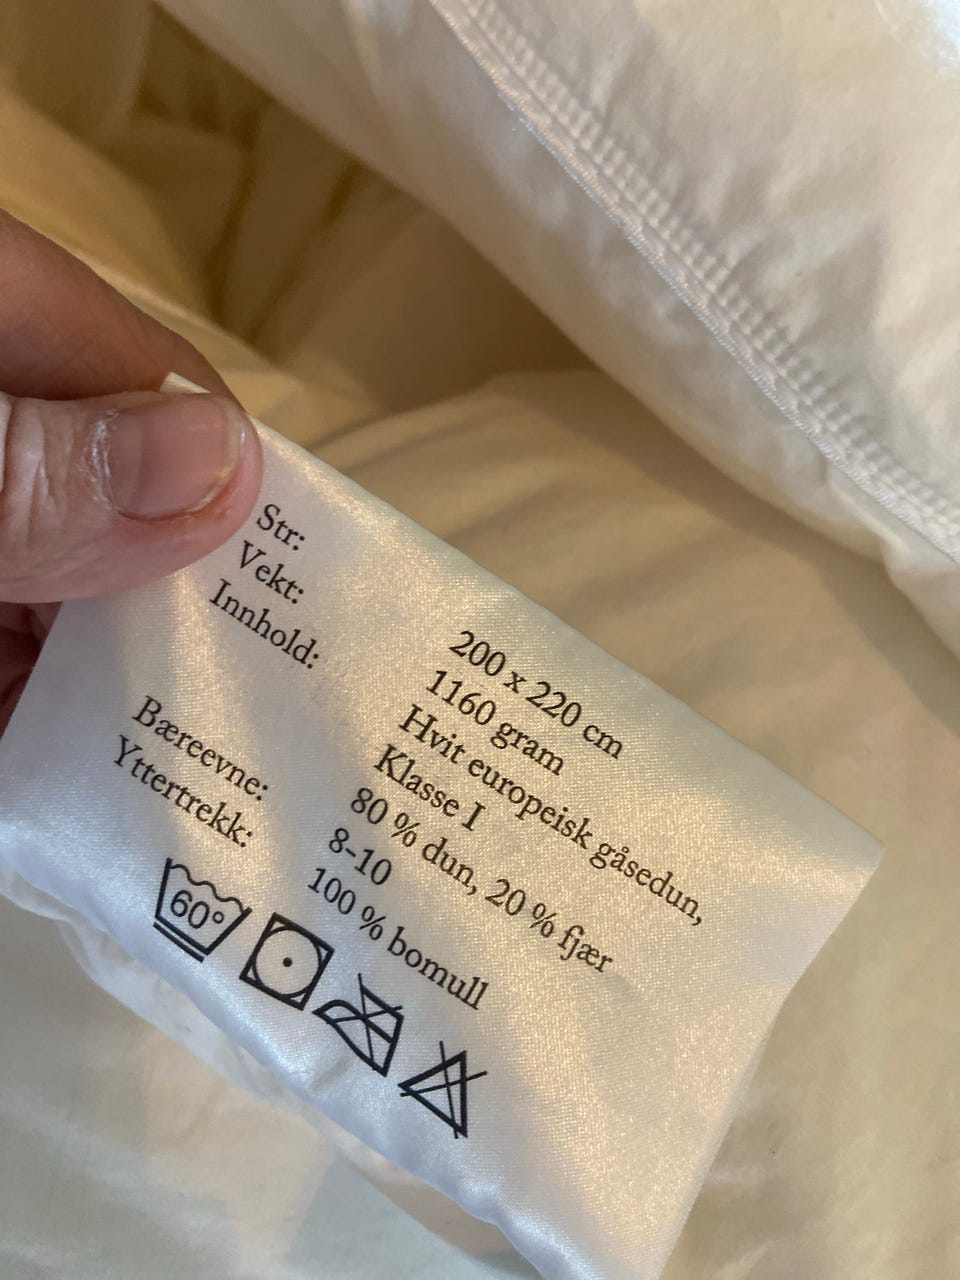 Str: 200 x 220 cm
Vekt: 1160 gram
Innhold: Hvit europeisk gåsedun,
Klasse I
80 % dun, 20 % fjær
Bæreevne: 8-10
Yttertrekk: 100 % bomull
60°